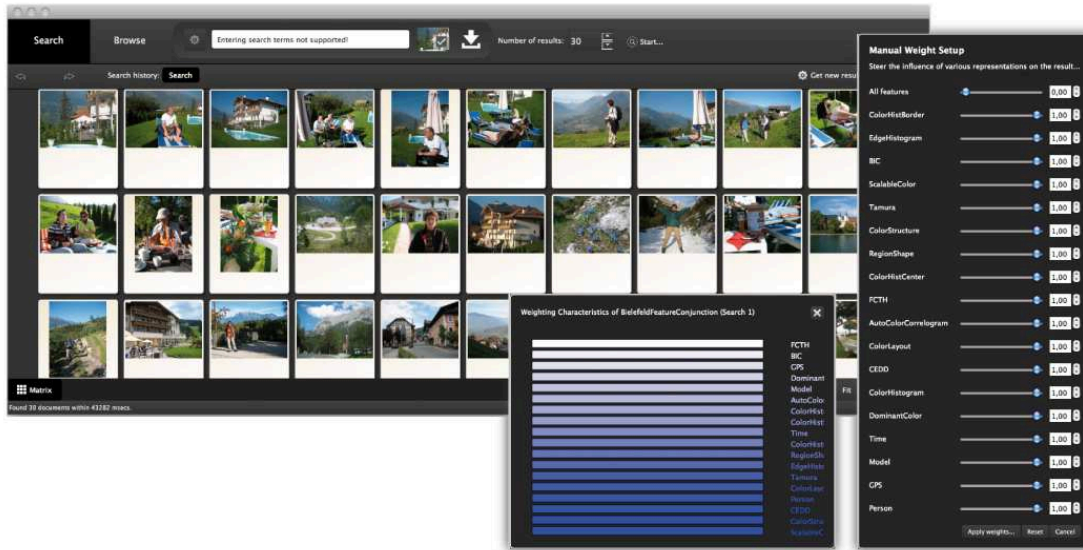 Search
Browse
Entering search terms not supported!
Number of results: 30
Start...
Search history: Search
Get new resu
Matrix
Fit
Found 30 documents within 43282 msecs.
Weighting Characteristics of BielefeldFeatureConjunction (Search 1)
FCTH
BIC
GPS
Dominant
Model
AutoColo
ColorHist
ColorHist
Time
ColorHist
RegionSh
EdgeHisto
Tamura
ColorLayo
Person
CEDD
ColorStru
ScalableC
Manual Weight Setup
Steer the influence of various representations on the result...
All features 0,00
ColorHistBorder 1,00
EdgeHistogram 1,00
BIC 1,00
ScalableColor 1,00
Tamura 1,00
ColorStructure 1,00
RegionShape 1,00
ColorHistCenter 1,00
FCTH 1,00
AutoColorCorrelogram 1,00
ColorLayout 1,00
CEDD 1,00
ColorHistogram 1,00
DominantColor 1,00
Time 1,00
Model 1,00
GPS 1,00
Person 1,00
Apply weights... Reset Cancel